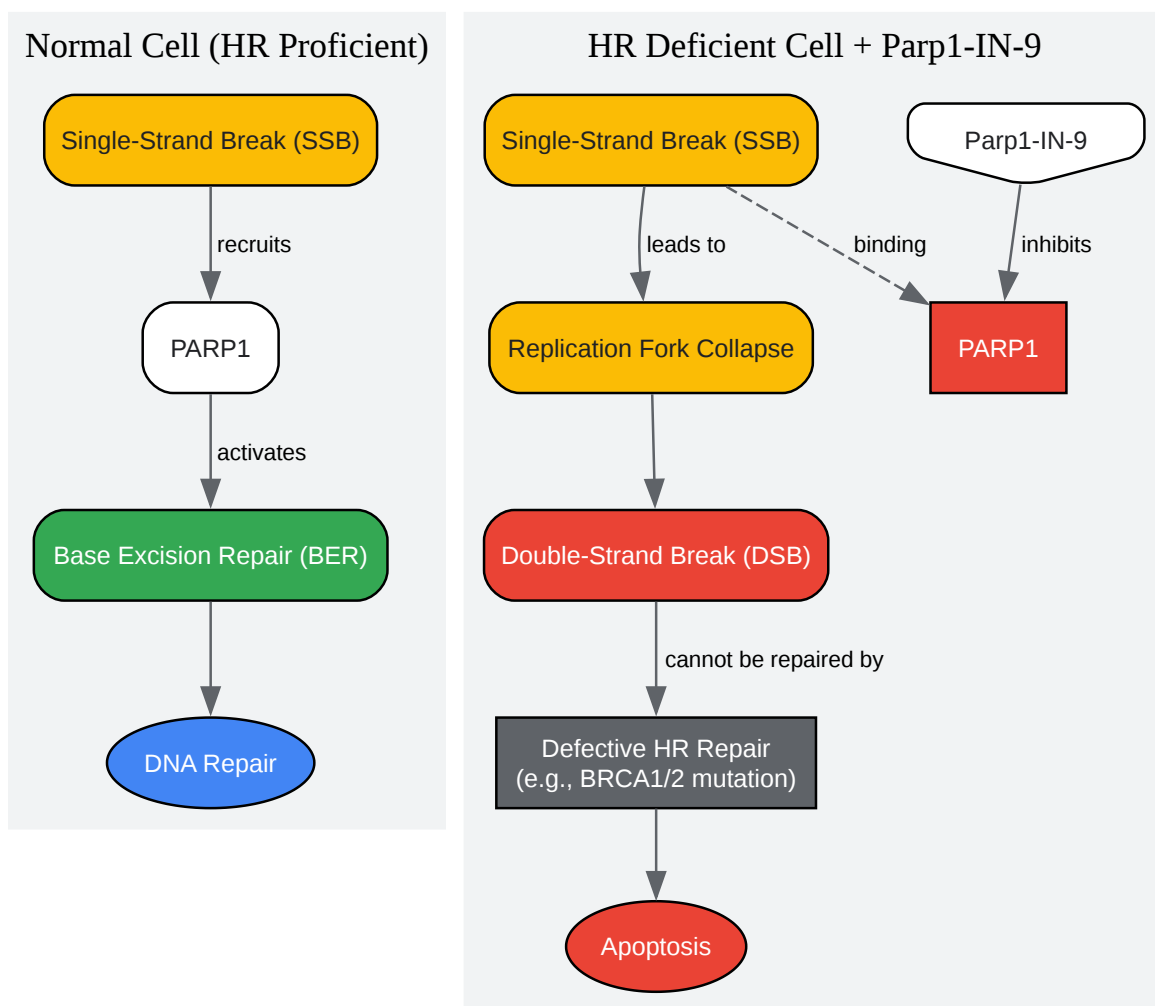 Normal Cell (HR Proficient)
Single-Strand Break (SSB)
recruits
PARP1
activates
Base Excision Repair (BER)
DNA Repair
HR Deficient Cell + Parp1-IN-9
Single-Strand Break (SSB)
Parp1-IN-9
leads to
binding
inhibits
Replication Fork Collapse
PARP1
Double-Strand Break (DSB)
cannot be repaired by
Defective HR Repair
(e.g., BRCA1/2 mutation)
Apoptosis